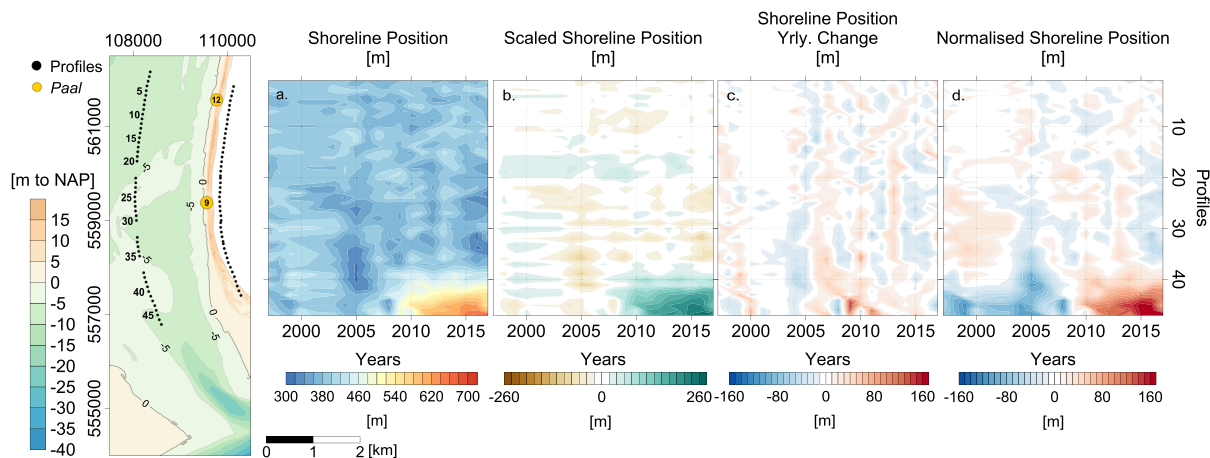 108000 110000
Profiles
Paal
12
5
10
15
20
25
30
35
40
45
9
-5
0
-5
-5
0
-5
-5
0
561000
559000
557000
555000
[m to NAP]
15
10
5
0
-5
-10
-15
-20
-25
-30
-35
-40
0 1 2 [km]
Shoreline Position
[m]
a.
2000 2005 2010 2015
Years
300 380 460 540 620 700
[m]
Scaled Shoreline Position
[m]
b.
2000 2005 2010 2015
Years
-260 0 260
[m]
Shoreline Position
Yrly. Change
[m]
c.
2000 2005 2010 2015
Years
-160 -80 0 80 160
[m]
Normalised Shoreline Position
[m]
d.
2000 2005 2010 2015
Years
-160 -80 0 80 160
[m]
10
20
30
40
Profiles